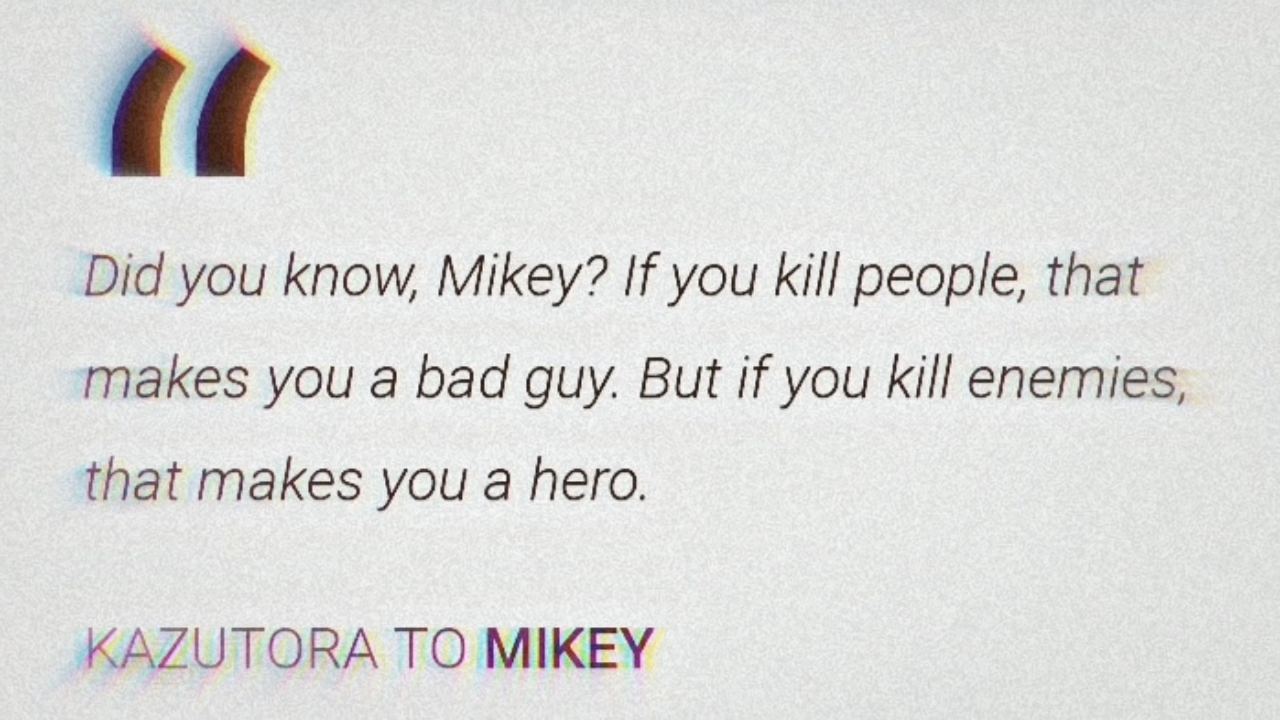 “
Did you know, Mikey? If you kill people, that
makes you a bad guy. But if you kill enemies,
that makes you a hero.
KAZUTORA TO MIKEY